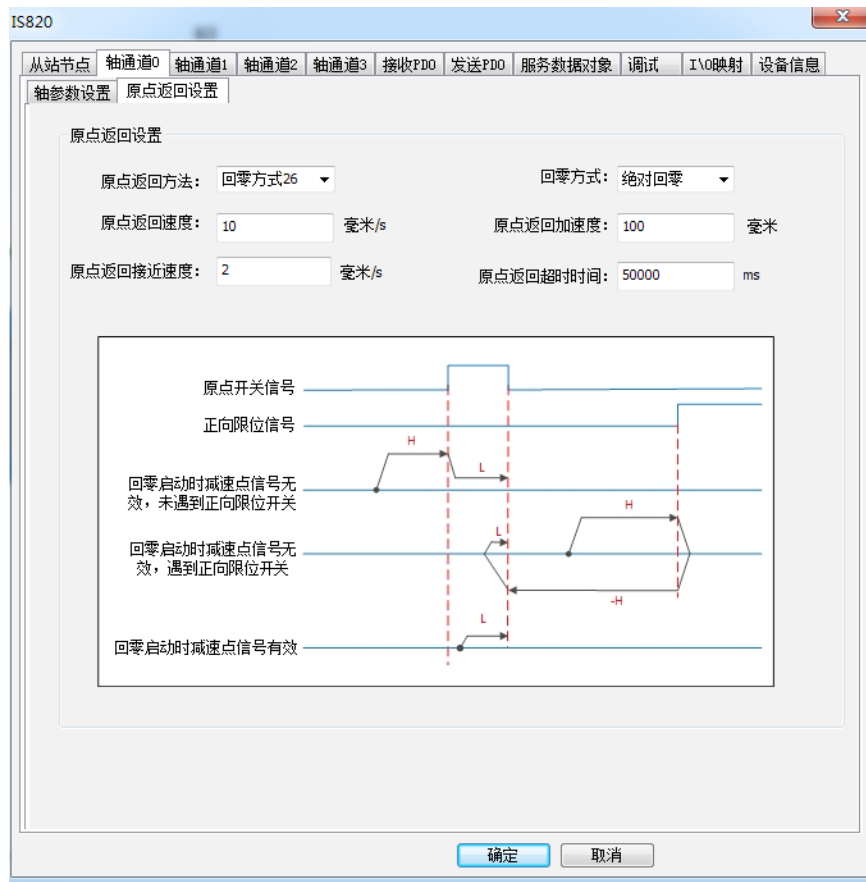 IS820
从站节点 轴通道0 轴通道1 轴通道2 轴通道3 接收PDO 发送PDO 服务数据对象 调试 I\O映射 设备信息
轴参数设置 原点返回设置
原点返回设置
原点返回方法： 回零方式26 回零方式： 绝对回零
原点返回速度： 10 毫米/s 原点返回加速度： 100 毫米
原点返回接近速度： 2 毫米/s 原点返回超时时间： 50000 ms
原点开关信号
正向限位信号
H
L
回零启动时减速点信号无
效，未遇到正向限位开关
H
L
回零启动时减速点信号无
效，遇到正向限位开关
-H
L
回零启动时减速点信号有效
确定 取消